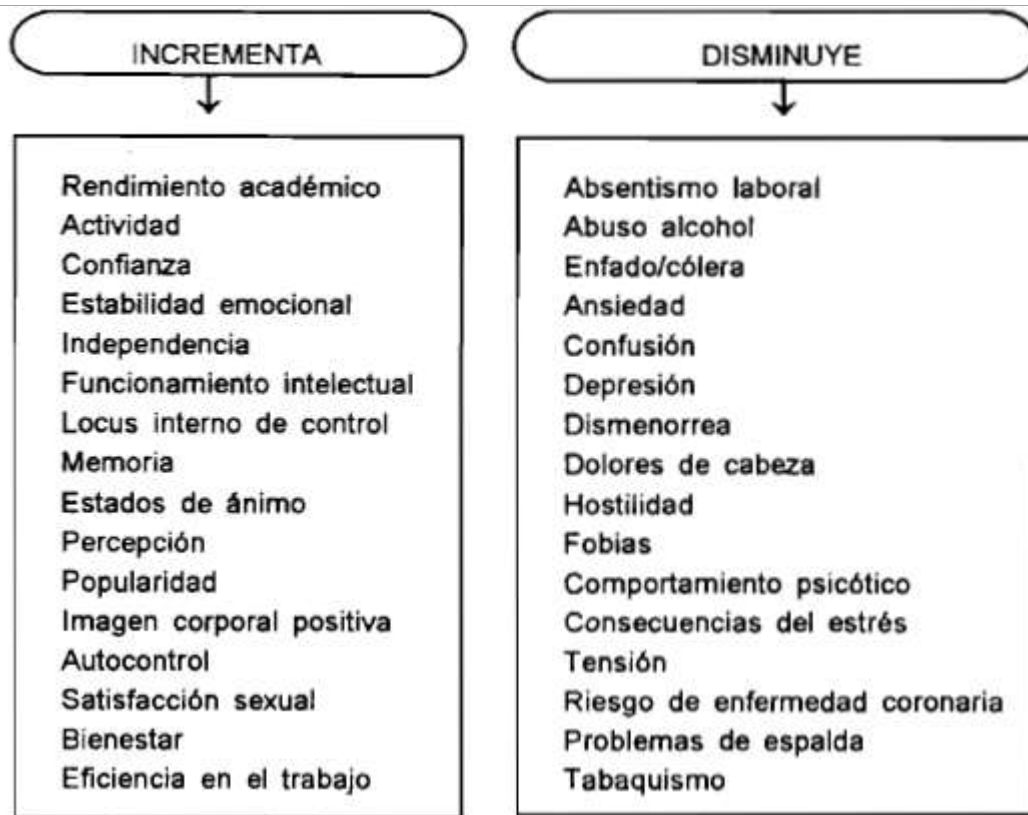 INCREMENTA
Rendimiento académico
Actividad
Confianza
Estabilidad emocional
Independencia
Funcionamiento intelectual
Locus interno de control
Memoria
Estados de ánimo
Percepción
Popularidad
Imagen corporal positiva
Autocontrol
Satisfacción sexual
Bienestar
Eficiencia en el trabajo
DISMINUYE
Absentismo laboral
Abuso alcohol
Enfado/cólera
Ansiedad
Confusión
Depresión
Dismenorrea
Dolores de cabeza
Hostilidad
Fobias
Comportamiento psicótico
Consecuencias del estrés
Tensión
Riesgo de enfermedad coronaria
Problemas de espalda
Tabaquismo